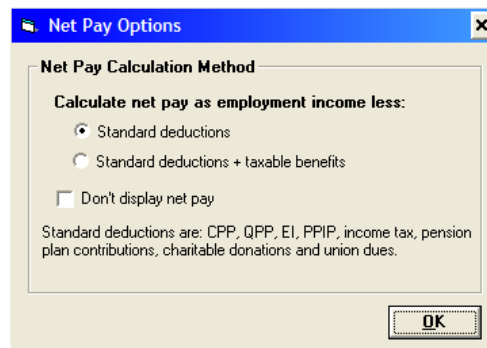 Net Pay Options
Net Pay Calculation Method
Calculate net pay as employment income less:
Standard deductions
Standard deductions + taxable benefits
Don't display net pay
Standard deductions are: CPP, QPP, EI, PPIP, income tax, pension
plan contributions, charitable donations and union dues.
OK